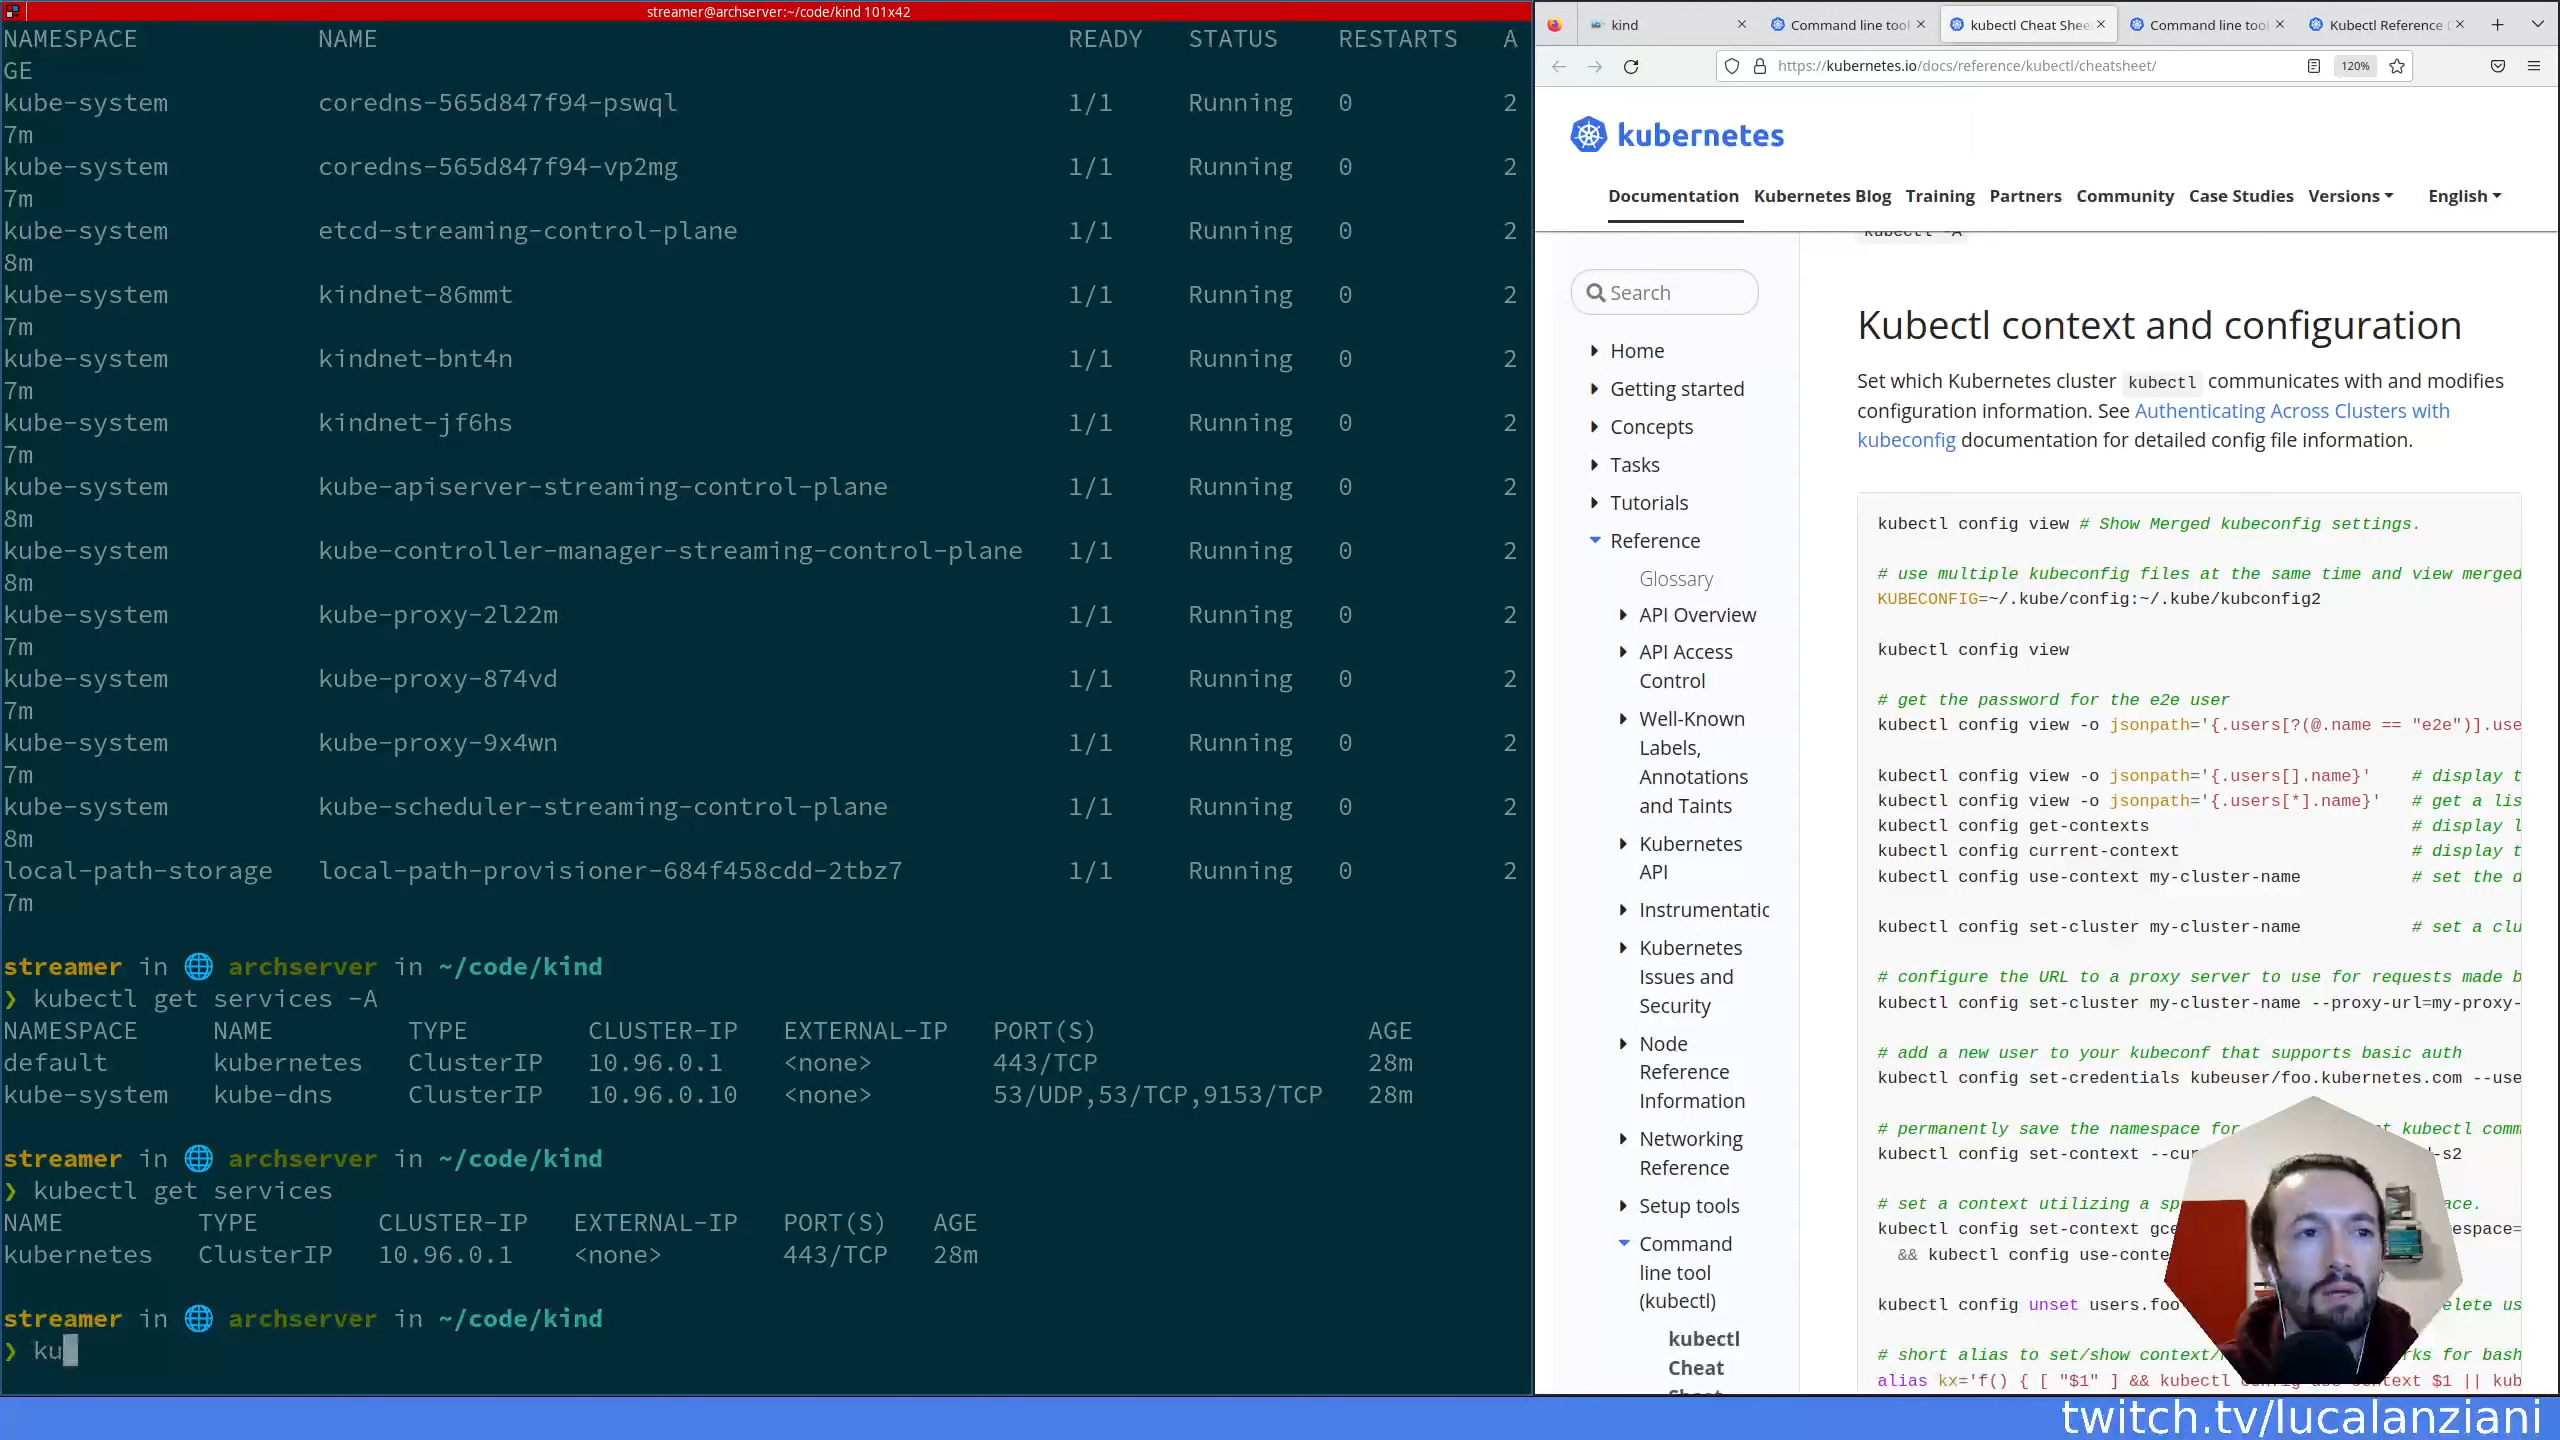 streamer@archserver:~/code/kind 101x42
NAMESPACE NAME READY STATUS RESTARTS A
GE
kube-system coredns-565d847f94-pswql 1/1 Running 0 2
7m
kube-system coredns-565d847f94-vp2mg 1/1 Running 0 2
7m
kube-system etcd-streaming-control-plane 1/1 Running 0 2
8m
kube-system kindnet-86mmt 1/1 Running 0 2
7m
kube-system kindnet-bnt4n 1/1 Running 0 2
7m
kube-system kindnet-jf6hs 1/1 Running 0 2
7m
kube-system kube-apiserver-streaming-control-plane 1/1 Running 0 2
8m
kube-system kube-controller-manager-streaming-control-plane 1/1 Running 0 2
8m
kube-system kube-proxy-2l22m 1/1 Running 0 2
7m
kube-system kube-proxy-874vd 1/1 Running 0 2
7m
kube-system kube-proxy-9x4wn 1/1 Running 0 2
7m
kube-system kube-scheduler-streaming-control-plane 1/1 Running 0 2
8m
local-path-storage local-path-provisioner-684f458cdd-2tbz7 1/1 Running 0 2
7m
streamer in 🌐 archserver in ~/code/kind
❯ kubectl get services -A
NAMESPACE NAME TYPE CLUSTER-IP EXTERNAL-IP PORT(S) AGE
default kubernetes ClusterIP 10.96.0.1 <none> 443/TCP 28m
kube-system kube-dns ClusterIP 10.96.0.10 <none> 53/UDP,53/TCP,9153/TCP 28m
streamer in 🌐 archserver in ~/code/kind
❯ kubectl get services
NAME TYPE CLUSTER-IP EXTERNAL-IP PORT(S) AGE
kubernetes ClusterIP 10.96.0.1 <none> 443/TCP 28m
streamer in 🌐 archserver in ~/code/kind
❯ ku
kind
Command line tool
kubectl Cheat Shee
Command line tool
Kubectl Reference
https://kubernetes.io/docs/reference/kubectl/cheatsheet/
120%
kubernetes
Documentation Kubernetes Blog Training Partners Community Case Studies Versions English
Search
Home
Getting started
Concepts
Tasks
Tutorials
Reference
Glossary
API Overview
API Access
Control
Well-Known
Labels,
Annotations
and Taints
Kubernetes
API
Instrumentatic
Kubernetes
Issues and
Security
Node
Reference
Information
Networking
Reference
Setup tools
Command
line tool
(kubectl)
kubectl
Cheat
kubectl -A
Kubectl context and configuration
Set which Kubernetes cluster kubectl communicates with and modifies
configuration information. See Authenticating Across Clusters with
kubeconfig documentation for detailed config file information.
kubectl config view # Show Merged kubeconfig settings.
# use multiple kubeconfig files at the same time and view merged
KUBECONFIG=~/.kube/config:~/.kube/kubconfig2
kubectl config view
# get the password for the e2e user
kubectl config view -o jsonpath='{.users[?(@.name == "e2e")].use
kubectl config view -o jsonpath='{.users[].name}' # display t
kubectl config view -o jsonpath='{.users[*].name}' # get a lis
kubectl config get-contexts # display l
kubectl config current-context # display t
kubectl config use-context my-cluster-name # set the d
kubectl config set-cluster my-cluster-name # set a clu
# configure the URL to a proxy server to use for requests made b
kubectl config set-cluster my-cluster-name --proxy-url=my-proxy-
# add a new user to your kubeconf that supports basic auth
kubectl config set-credentials kubeuser/foo.kubernetes.com --use
# permanently save the namespace for kubectl comm
kubectl config set-context --cur -s2
# set a context utilizing a sp ace.
kubectl config set-context gce espace=
&& kubectl config use-conte
kubectl config unset users.foo elete us
# short alias to set/show context/ rks for bash
alias kx='f() { [ "$1" ] && kubectl config use-context $1 || kub
twitch.tv/lucalanziani